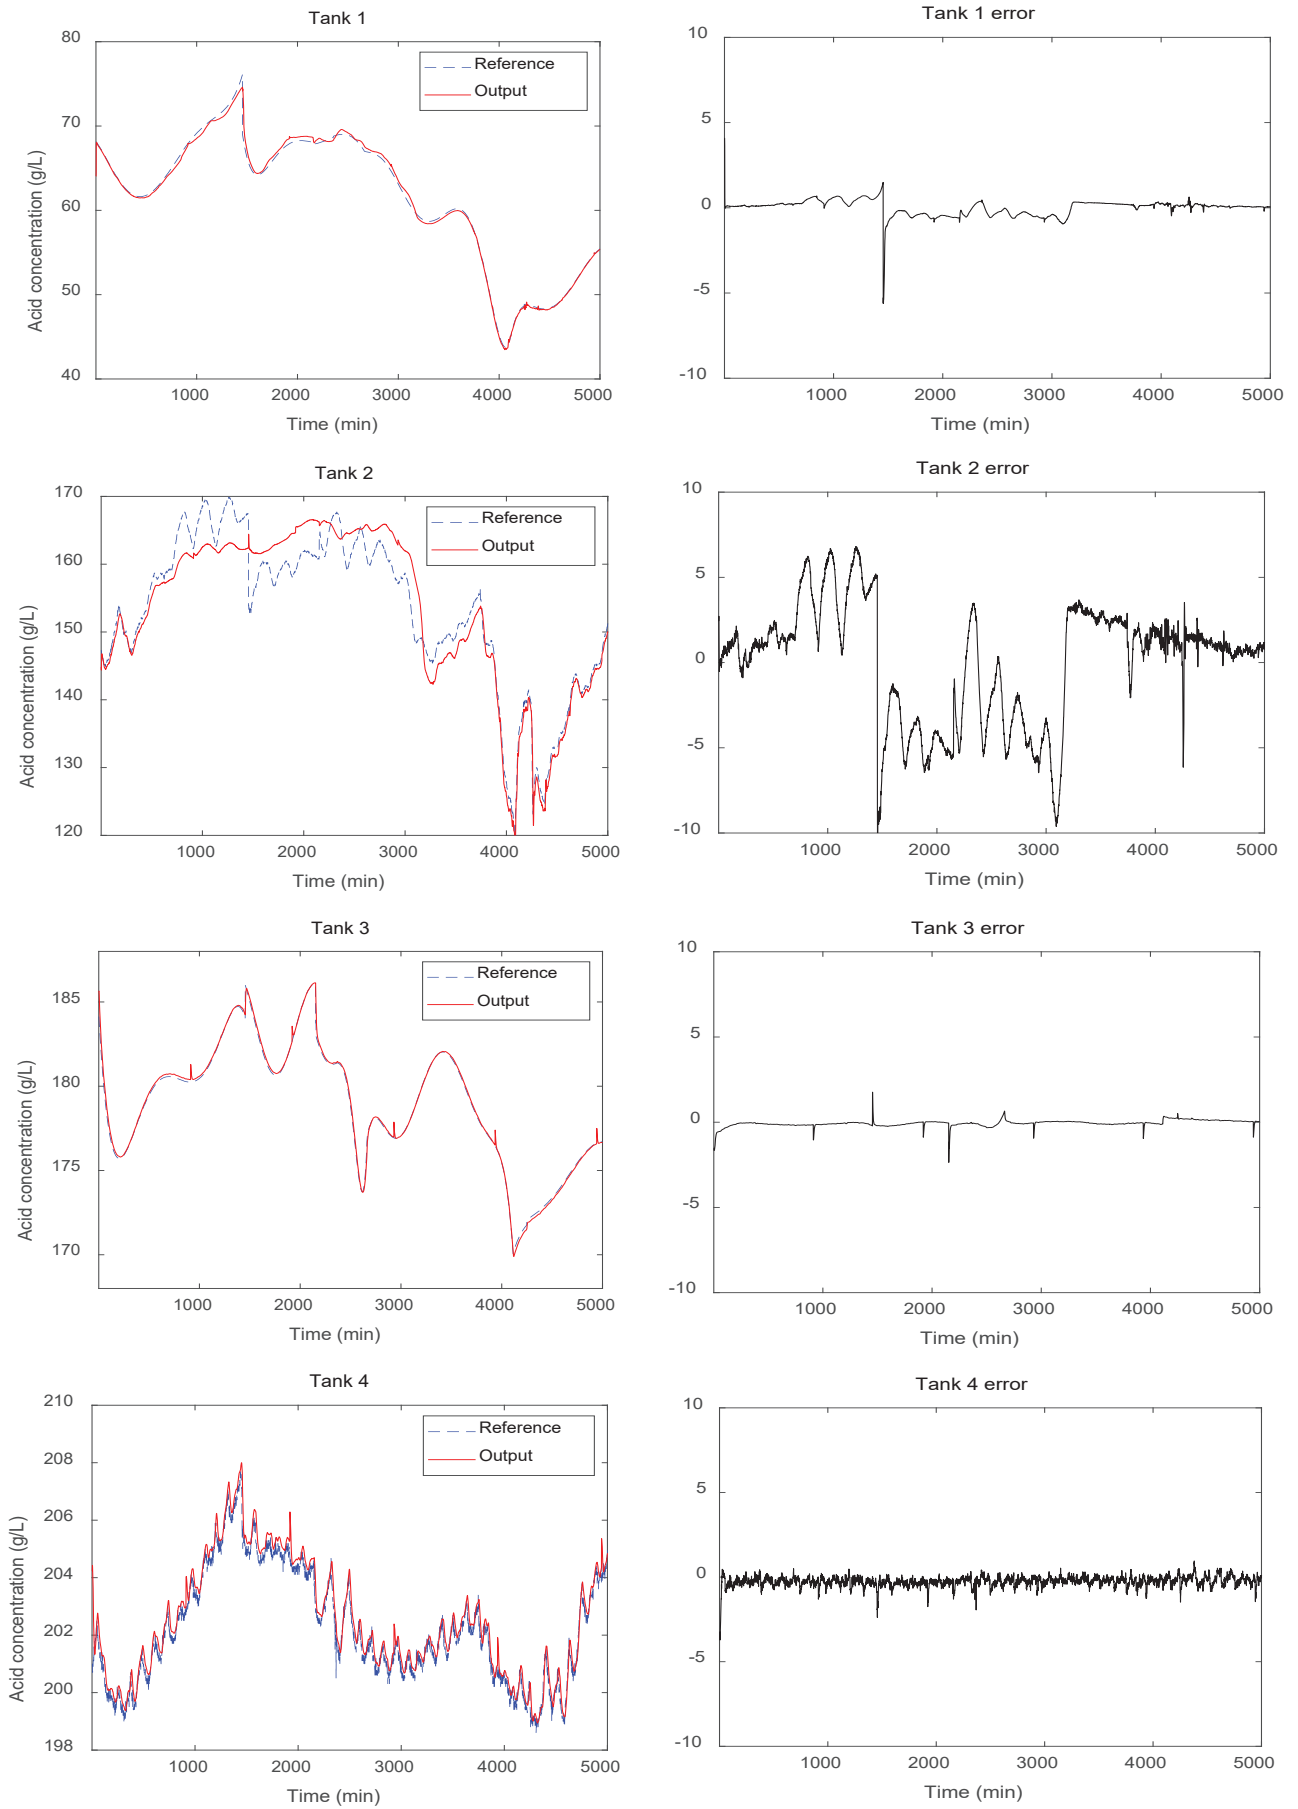 Tank 1
80
70
60
50
40
Acid concentration (g/L)
Reference
Output
1000 2000 3000 4000 5000
Time (min)
Tank 1 error
10
5
0
-5
-10
1000 2000 3000 4000 5000
Time (min)
Tank 2
170
160
150
140
130
120
Acid concentration (g/L)
Reference
Output
1000 2000 3000 4000 5000
Time (min)
Tank 2 error
10
5
0
-5
-10
1000 2000 3000 4000 5000
Time (min)
Tank 3
185
180
175
170
Acid concentration (g/L)
Reference
Output
1000 2000 3000 4000 5000
Time (min)
Tank 3 error
10
5
0
-5
-10
1000 2000 3000 4000 5000
Time (min)
Tank 4
210
208
206
204
202
200
198
Acid concentration (g/L)
Reference
Output
1000 2000 3000 4000 5000
Time (min)
Tank 4 error
10
5
0
-5
-10
1000 2000 3000 4000 5000
Time (min)